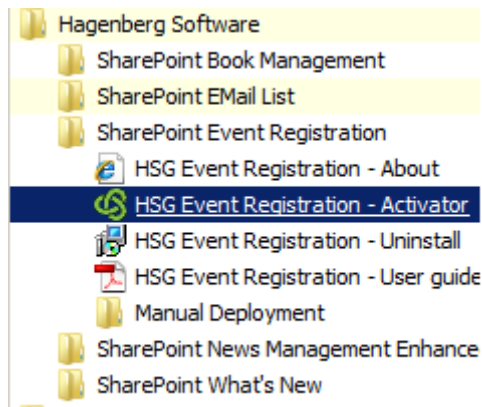 Hagenberg Software
SharePoint Book Management
SharePoint EMail List
SharePoint Event Registration
HSG Event Registration - About
HSG Event Registration - Activator
HSG Event Registration - Uninstall
HSG Event Registration - User guide
Manual Deployment
SharePoint News Management Enhance
SharePoint What's New